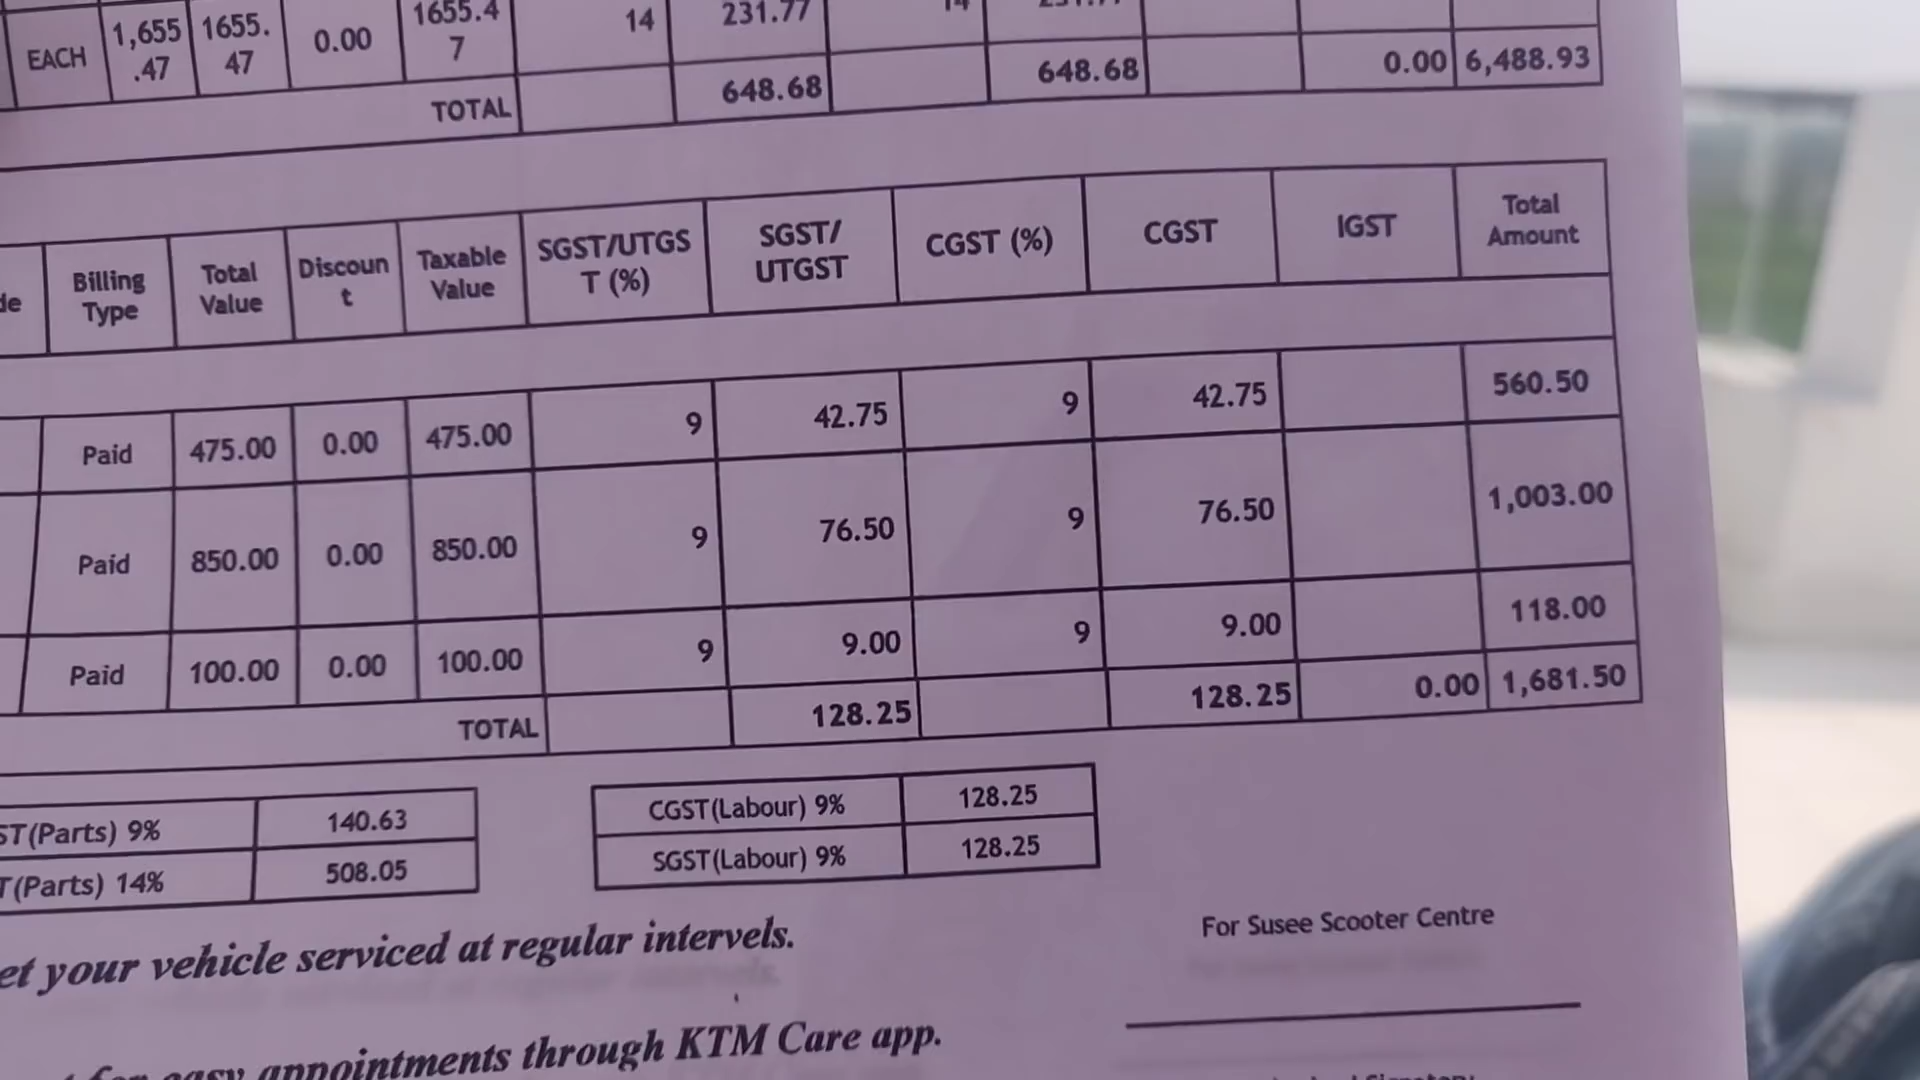 EACH 1,655.47 1655.47 0.00 1655.47 14 231.77
TOTAL 648.68 648.68 0.00 6,488.93
Billing Type Total Value Discount Taxable Value SGST/UTGST (%) SGST/UTGST CGST (%) CGST IGST Total Amount
Paid 475.00 0.00 475.00 9 42.75 9 42.75 560.50
Paid 850.00 0.00 850.00 9 76.50 9 76.50 1,003.00
Paid 100.00 0.00 100.00 9 9.00 9 9.00 118.00
TOTAL 128.25 128.25 0.00 1,681.50
ST(Parts) 9% 140.63
T(Parts) 14% 508.05
CGST(Labour) 9% 128.25
SGST(Labour) 9% 128.25
et your vehicle serviced at regular intervels.
For Susee Scooter Centre
easy appointments through KTM Care app.